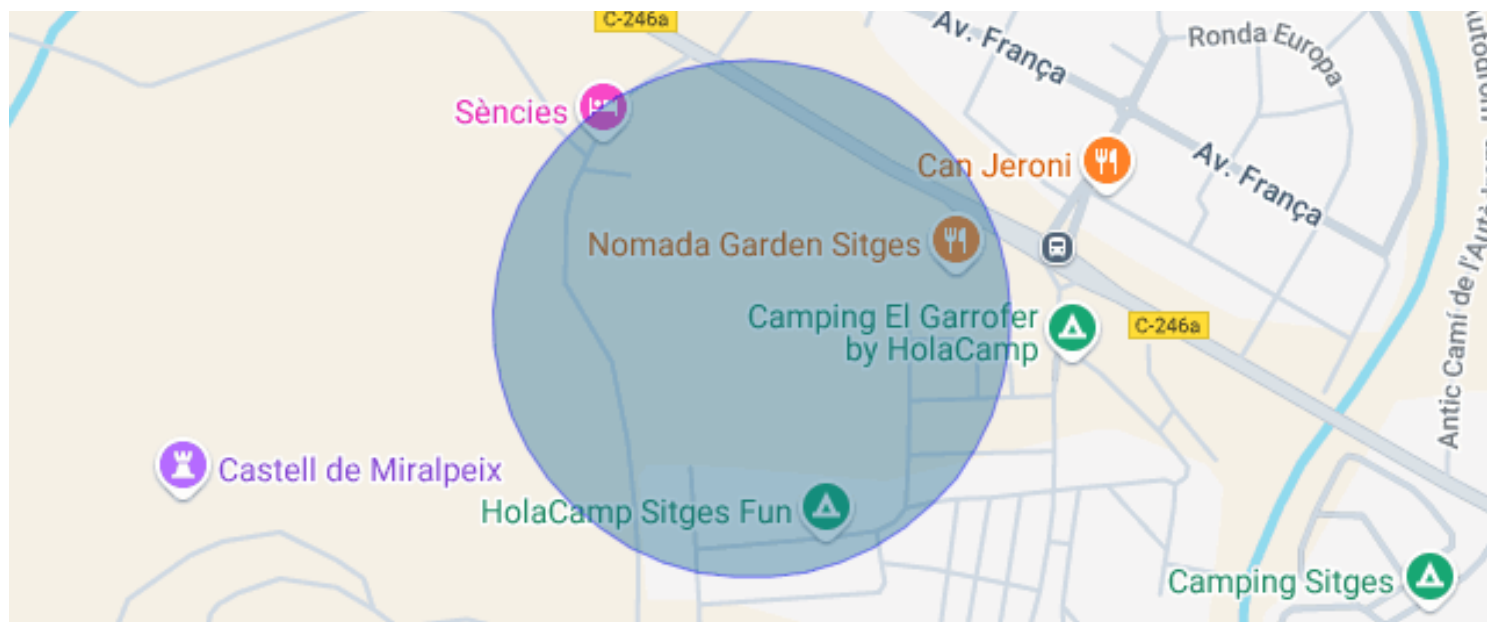 C-246a
Av. França
Ronda Europa
Sències
Can Jeroni
Av. França
Nomada Garden Sitges
Camping El Garrofer
by HolaCamp
C-246a
Antic Camí de l'Autò
Castell de Miralpeix
HolaCamp Sitges Fun
Camping Sitges